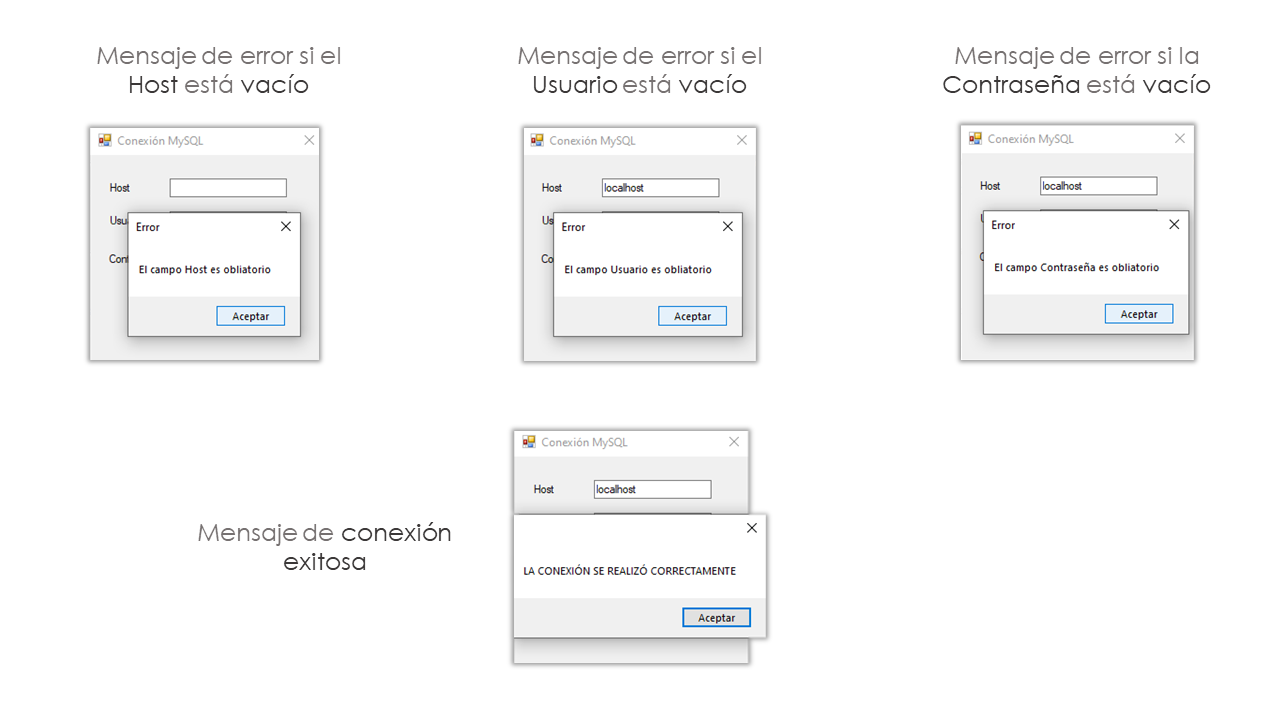 Mensaje de error si el
Host está vacío
Mensaje de error si el
Usuario está vacío
Mensaje de error si la
Contraseña está vacío
Conexión MySQL
Host
Usu
Error
Cont
El campo Host es obliatorio
Aceptar
Conexión MySQL
Host
localhost
Us
Error
Co
El campo Usuario es obliatorio
Aceptar
Conexión MySQL
Host
localhost
Error
El campo Contraseña es obliatorio
Aceptar
Mensaje de conexión
exitosa
Conexión MySQL
Host
localhost
LA CONEXIÓN SE REALIZÓ CORRECTAMENTE
Aceptar